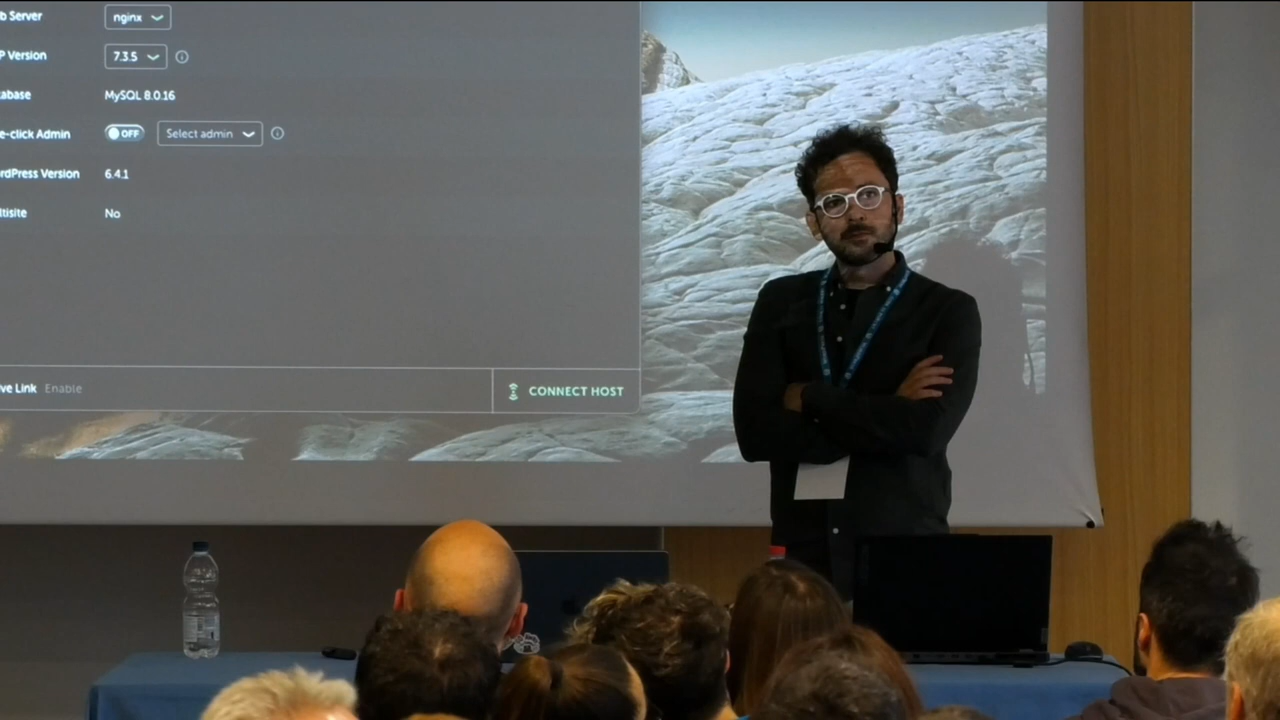 b Server nginx
P Version 7.3.5
abase MySQL 8.0.16
e-click Admin OFF Select admin
rdPress Version 6.4.1
ltisite No
ve Link Enable CONNECT HOST